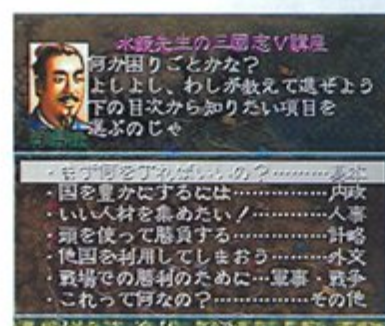 水鏡先生の三國志Ⅴ講座
何か困りごとかな？
よしよし、わしが教えて進ぜよう
下の目次から知りたい項目を
選ぶのじゃ
・まず何をすればいいの？………基本
・国を豊かにするには……………内政
・いい人材を集めたい！…………人事
・頭を使って勝負する……………計略
・他国を利用してしまおう………外交
・戦場での勝利のために…軍事・戦争
・これって何なの？……………その他